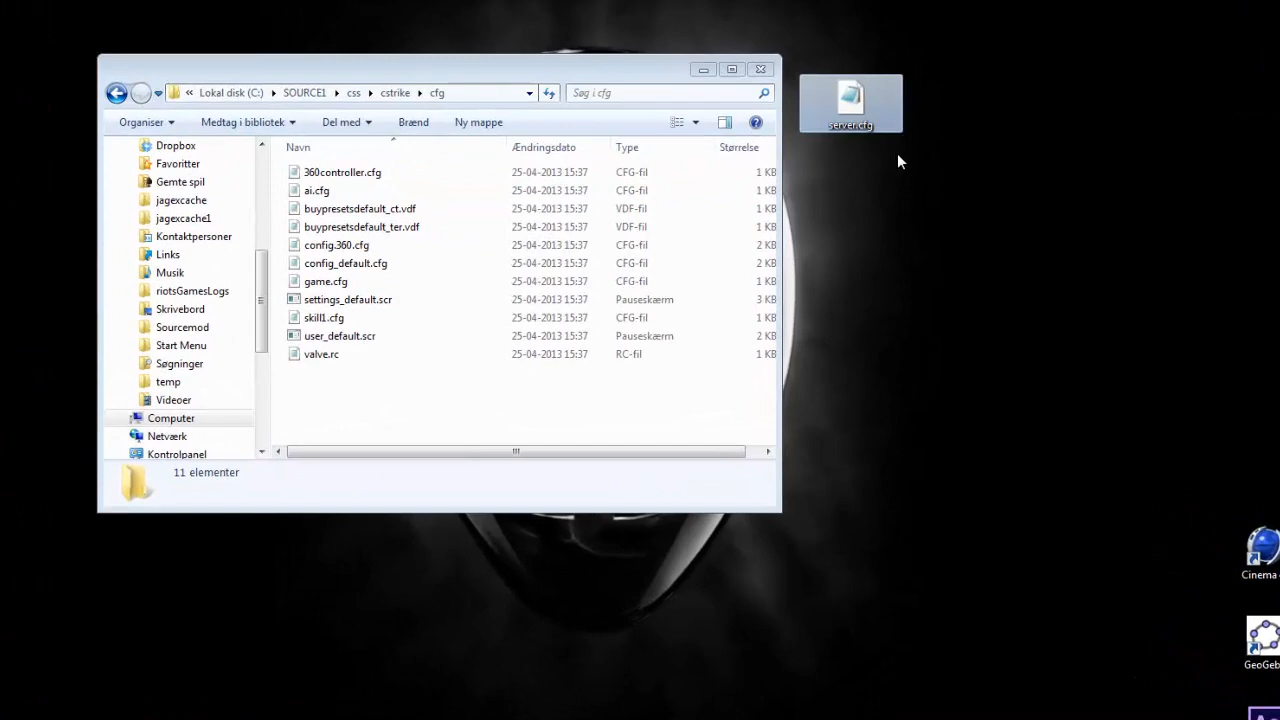 « Lokal disk (C:) SOURCE1 css cstrike cfg
Søg i cfg
server.cfg
Organiser Medtag i bibliotek Del med Brænd Ny mappe
Navn Ændringsdato Type Størrelse
Dropbox
Favoritter
Gemte spil
jagexcache
jagexcache1
Kontaktpersoner
Links
Musik
riotsGamesLogs
Skrivebord
Sourcemod
Start Menu
Søgninger
temp
Videoer
Computer
Netværk
Kontrolpanel
360controller.cfg 25-04-2013 15:37 CFG-fil 1 KB
ai.cfg 25-04-2013 15:37 CFG-fil 1 KB
buypresetsdefault_ct.vdf 25-04-2013 15:37 VDF-fil 1 KB
buypresetsdefault_ter.vdf 25-04-2013 15:37 VDF-fil 1 KB
config.360.cfg 25-04-2013 15:37 CFG-fil 2 KB
config_default.cfg 25-04-2013 15:37 CFG-fil 2 KB
game.cfg 25-04-2013 15:37 CFG-fil 1 KB
settings_default.scr 25-04-2013 15:37 Pauseskærm 3 KB
skill1.cfg 25-04-2013 15:37 CFG-fil 1 KB
user_default.scr 25-04-2013 15:37 Pauseskærm 2 KB
valve.rc 25-04-2013 15:37 RC-fil 1 KB
11 elementer
Cinema
GeoGeb